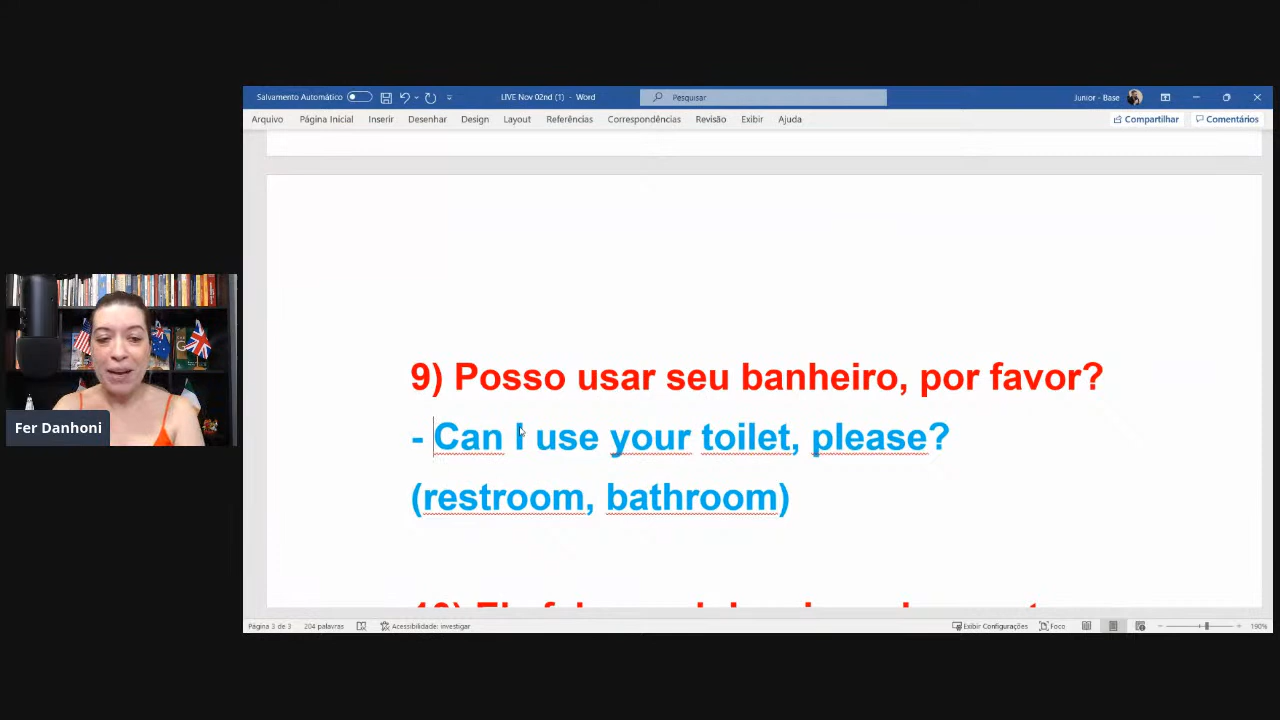 Salvamento Automático
LIVE Nov 02nd (1) - Word
Pesquisar
Junior - Base
Arquivo Página Inicial Inserir Desenhar Design Layout Referências Correspondências Revisão Exibir Ajuda Compartilhar Comentários
9) Posso usar seu banheiro, por favor?
- Can I use your toilet, please?
(restroom, bathroom)
Fer Danhoni
Página 3 de 3 204 palavras Acessibilidade: investigar Exibir Configurações Foco 190%